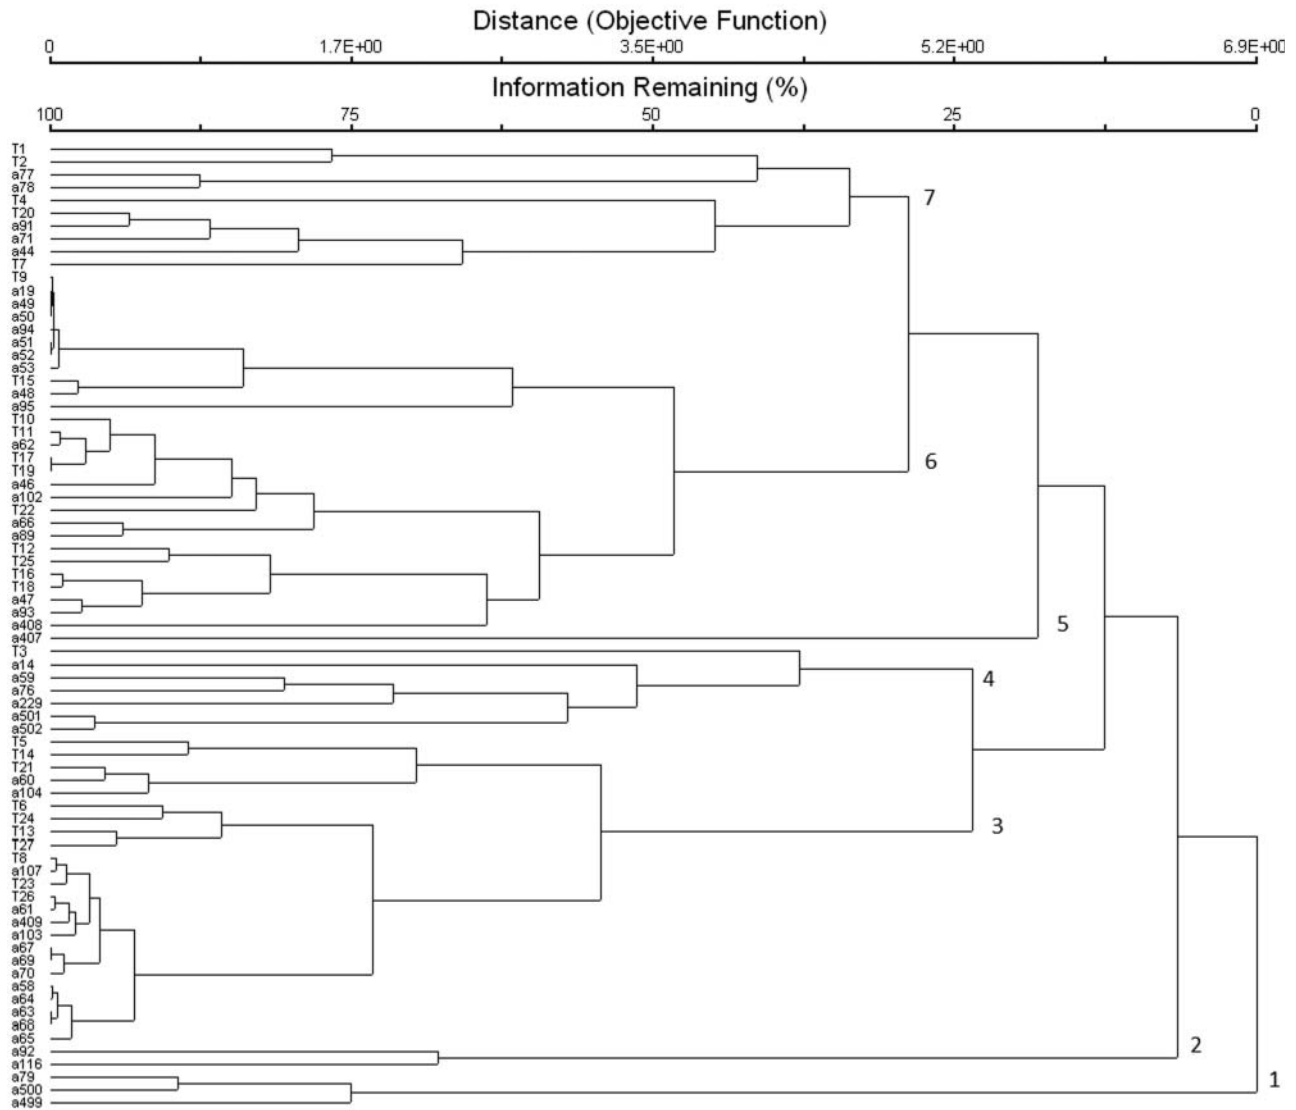 Distance (Objective Function)
0 1.7E+00 3.5E+00 5.2E+00 6.9E+00
Information Remaining (%)
100 75 50 25 0
T1
T2
a77
a78
T4
7
T20
a91
a71
a44
T7
T9
a19
a49
a50
a94
a51
a52
a53
T15
a48
a95
T10
T11
a62
T17
6
T19
a46
a102
T22
a66
a89
T12
T25
T16
T18
a47
a93
a408
5
a407
T3
a14
a59
4
a76
a229
a501
a502
T5
T14
T21
a60
a104
T6
T24
3
T13
T27
T8
a107
T23
T26
a61
a409
a103
a67
a69
a70
a58
a64
a63
a68
a65
2
a92
a116
a79
1
a500
a499